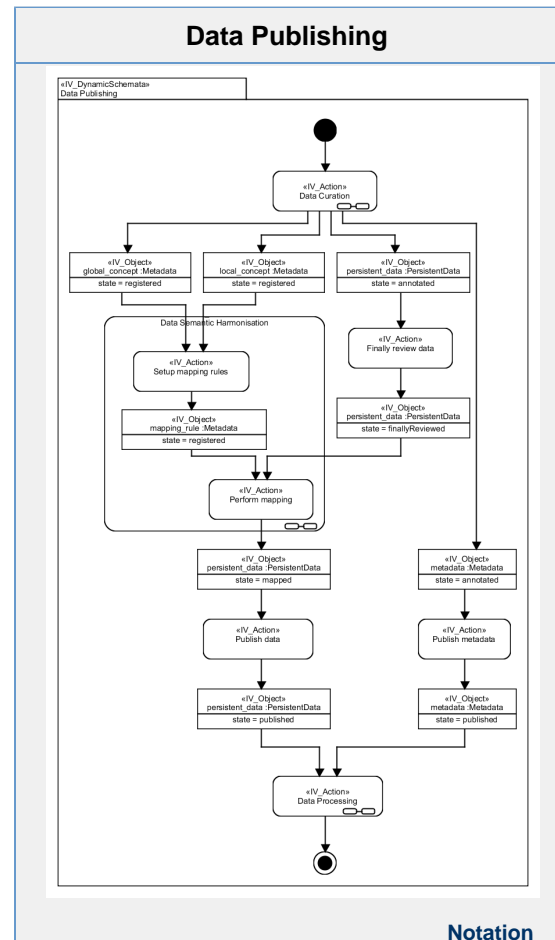 Data Publishing
«IV_DynamicSchemata»
Data Publishing
«IV_Action»
Data Curation
«IV_Object»
global_concept :Metadata
state = registered
«IV_Object»
local_concept :Metadata
state = registered
«IV_Object»
persistent_data :PersistentData
state = annotated
Data Semantic Harmonisation
«IV_Action»
Setup mapping rules
«IV_Action»
Finally review data
«IV_Object»
mapping_rule :Metadata
state = registered
«IV_Object»
persistent_data :PersistentData
state = finallyReviewed
«IV_Action»
Perform mapping
«IV_Object»
persistent_data :PersistentData
state = mapped
«IV_Object»
metadata :Metadata
state = annotated
«IV_Action»
Publish data
«IV_Action»
Publish metadata
«IV_Object»
persistent_data :PersistentData
state = published
«IV_Object»
metadata :Metadata
state = published
«IV_Action»
Data Processing
Notation